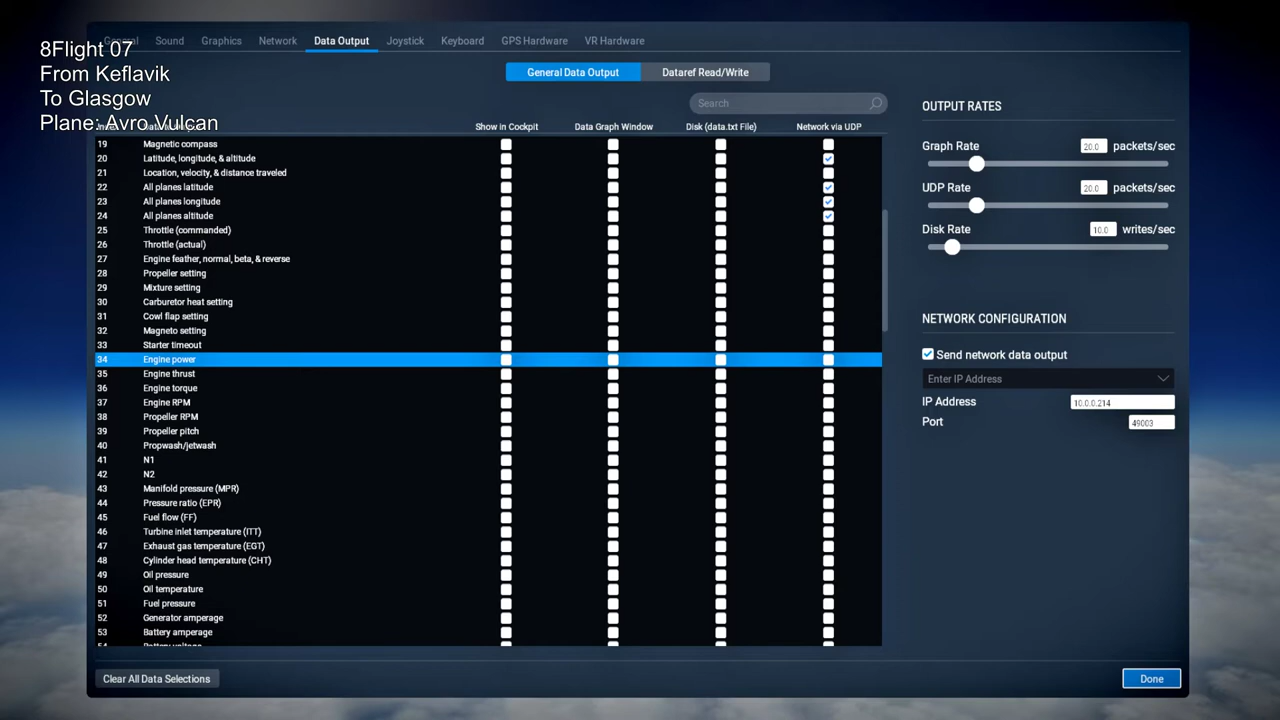 General Sound Graphics Network Data Output Joystick Keyboard GPS Hardware VR Hardware
8Flight 07
From Keflavik
To Glasgow
Plane: Avro Vulcan
General Data Output Dataref Read/Write
Search
Show in Cockpit Data Graph Window Disk (data.txt File) Network via UDP
19 Magnetic compass
20 Latitude, longitude, & altitude
21 Location, velocity, & distance traveled
22 All planes latitude
23 All planes longitude
24 All planes altitude
25 Throttle (commanded)
26 Throttle (actual)
27 Engine feather, normal, beta, & reverse
28 Propeller setting
29 Mixture setting
30 Carburetor heat setting
31 Cowl flap setting
32 Magneto setting
33 Starter timeout
34 Engine power
35 Engine thrust
36 Engine torque
37 Engine RPM
38 Propeller RPM
39 Propeller pitch
40 Propwash/jetwash
41 N1
42 N2
43 Manifold pressure (MPR)
44 Pressure ratio (EPR)
45 Fuel flow (FF)
46 Turbine inlet temperature (ITT)
47 Exhaust gas temperature (EGT)
48 Cylinder head temperature (CHT)
49 Oil pressure
50 Oil temperature
51 Fuel pressure
52 Generator amperage
53 Battery amperage
54 Battery voltage
OUTPUT RATES
Graph Rate 20.0 packets/sec
UDP Rate 20.0 packets/sec
Disk Rate 10.0 writes/sec
NETWORK CONFIGURATION
Send network data output
Enter IP Address
IP Address 10.0.0.214
Port 49003
Clear All Data Selections
Done